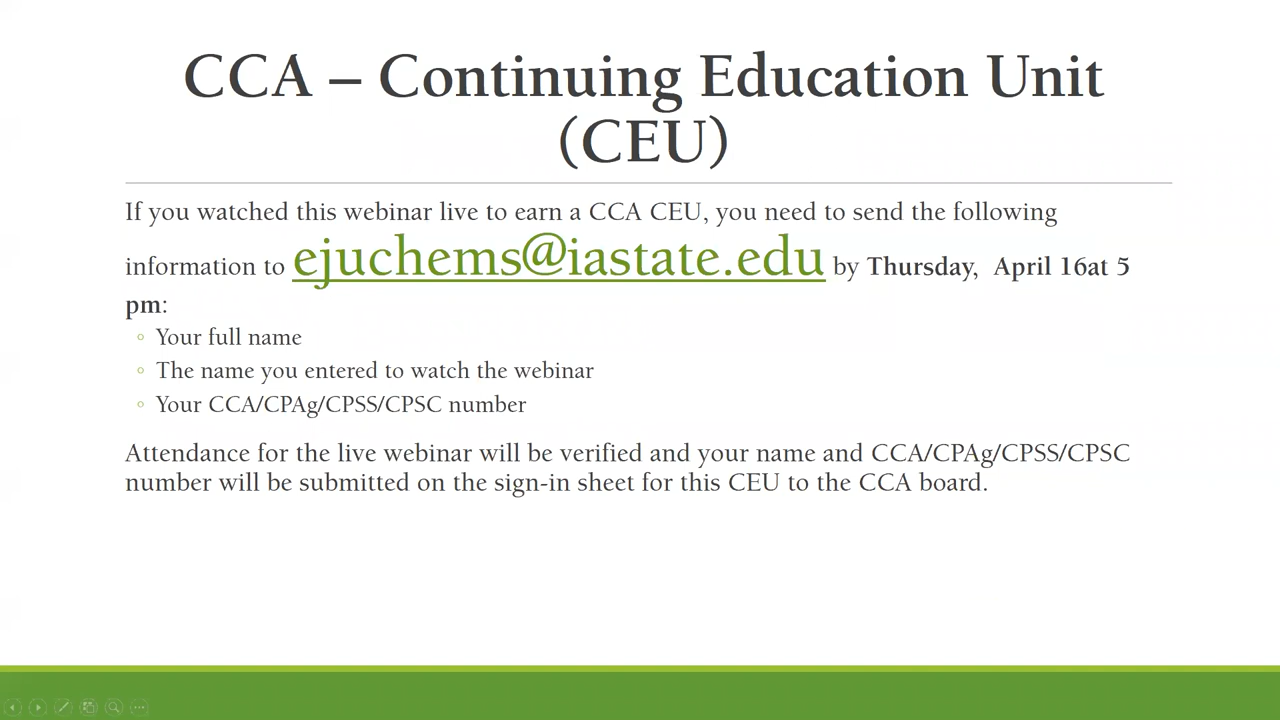 CCA – Continuing Education Unit
(CEU)
If you watched this webinar live to earn a CCA CEU, you need to send the following
information to ejuchems@iastate.edu by Thursday,  April 16at 5
pm:
◦ Your full name
◦ The name you entered to watch the webinar
◦ Your CCA/CPAg/CPSS/CPSC number
Attendance for the live webinar will be verified and your name and CCA/CPAg/CPSS/CPSC
number will be submitted on the sign-in sheet for this CEU to the CCA board.